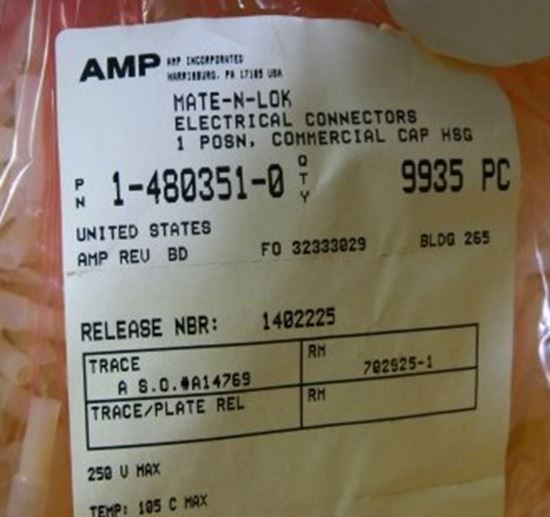 AMP AMP INCORPORATED
HARRISBURG, PA 17105 USA
MATE-N-LOK
ELECTRICAL CONNECTORS
1 POSN, COMMERCIAL CAP HSG
PN 1-480351-0 QTY 9935 PC
UNITED STATES
AMP REV BD FO 32333029 BLDG 265
RELEASE NBR: 1402225
TRACE RM
A S.O.#A14769 702925-1
TRACE/PLATE REL RM
250 V MAX
TEMP: 105 C MAX